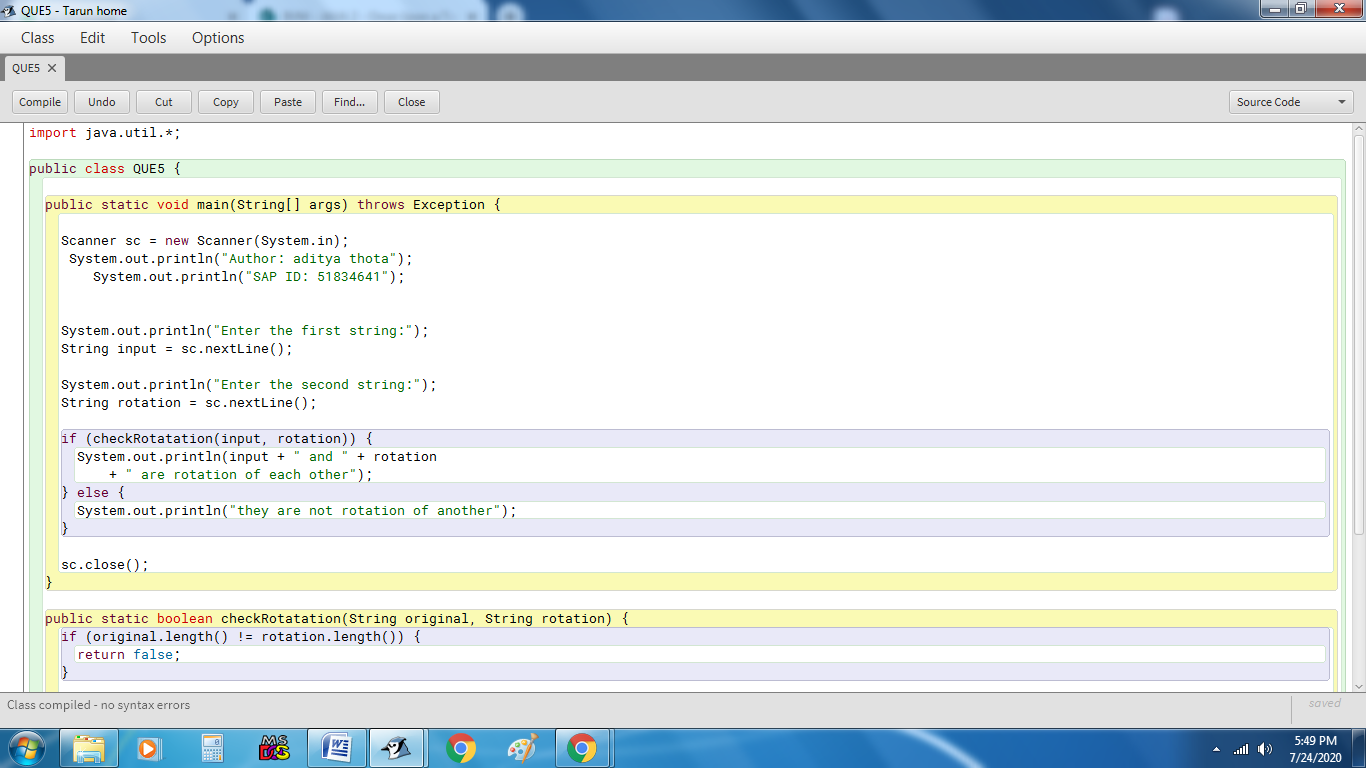 QUE5 - Tarun home
Class Edit Tools Options
QUE5
Compile Undo Cut Copy Paste Find... Close Source Code
import java.util.*;
public class QUE5 {
public static void main(String[] args) throws Exception {
Scanner sc = new Scanner(System.in);
System.out.println("Author: aditya thota");
System.out.println("SAP ID: 51834641");
System.out.println("Enter the first string:");
String input = sc.nextLine();
System.out.println("Enter the second string:");
String rotation = sc.nextLine();
if (checkRotatation(input, rotation)) {
System.out.println(input + " and " + rotation
+ " are rotation of each other");
} else {
System.out.println("they are not rotation of another");
}
sc.close();
}
public static boolean checkRotatation(String original, String rotation) {
if (original.length() != rotation.length()) {
return false;
}
Class compiled - no syntax errors
saved
MS
DOS
5:49 PM
7/24/2020